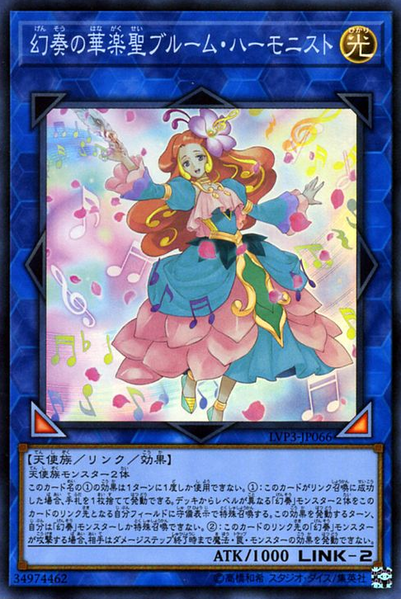 げんそう はながくせい
幻奏の華楽聖ブルーム・ハーモニスト
ひかり
光
LVP3-JP066
【天使族/リンク/効果】
天使族モンスター2体
このカード名の①の効果は1ターンに1度しか使用できない。①:このカードがリンク召喚に成功
した場合、手札を1枚捨てて発動できる。デッキからレベルが異なる「幻奏」モンスター2体をこの
カードのリンク先となる自分フィールドに守備表示で特殊召喚する。この効果を発動するターン、
自分は「幻奏」モンスターしか特殊召喚できない。②:このカードのリンク先の「幻奏」モンスター
が攻撃する場合、相手はダメージステップ終了時まで魔法・罠・モンスターの効果を発動できない。
ATK/1000 LINK-2
34974462 ©高橋和希 スタジオ・ダイス/集英社